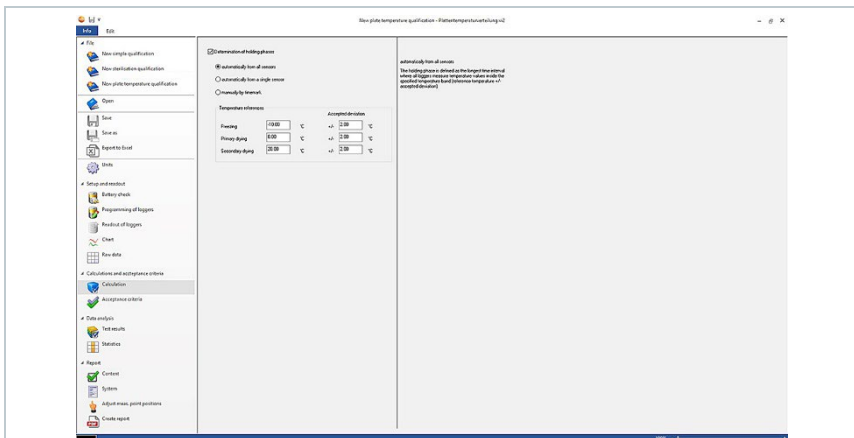 New plate temperature qualification - Plattentemperaturverteilung.vi2
Info Edit
File
New simple qualification
New sterilisation qualification
New plate temperature qualification
Open
Save
Save as
Export to Excel
Units
Setup and readout
Battery check
Programming of loggers
Readout of loggers
Chart
Raw data
Calculations and acceptance criteria
Calculation
Acceptance criteria
Data analysis
Test results
Statistics
Report
Content
System
Adjust meas. point positions
Create report
Determination of holding phases
automatically from all sensors
automatically from a single sensor
manually by timemark
Temperature references
Accepted deviation
Freezing -10.00 °C +/- 2.00 °C
Primary drying 0.00 °C +/- 2.00 °C
Secondary drying 20.00 °C +/- 2.00 °C
automatically from all sensors
The holding phase is defined as the longest time interval
where all loggers measure temperature values inside the
specified temperature band (reference temperature +/-
accepted deviation)